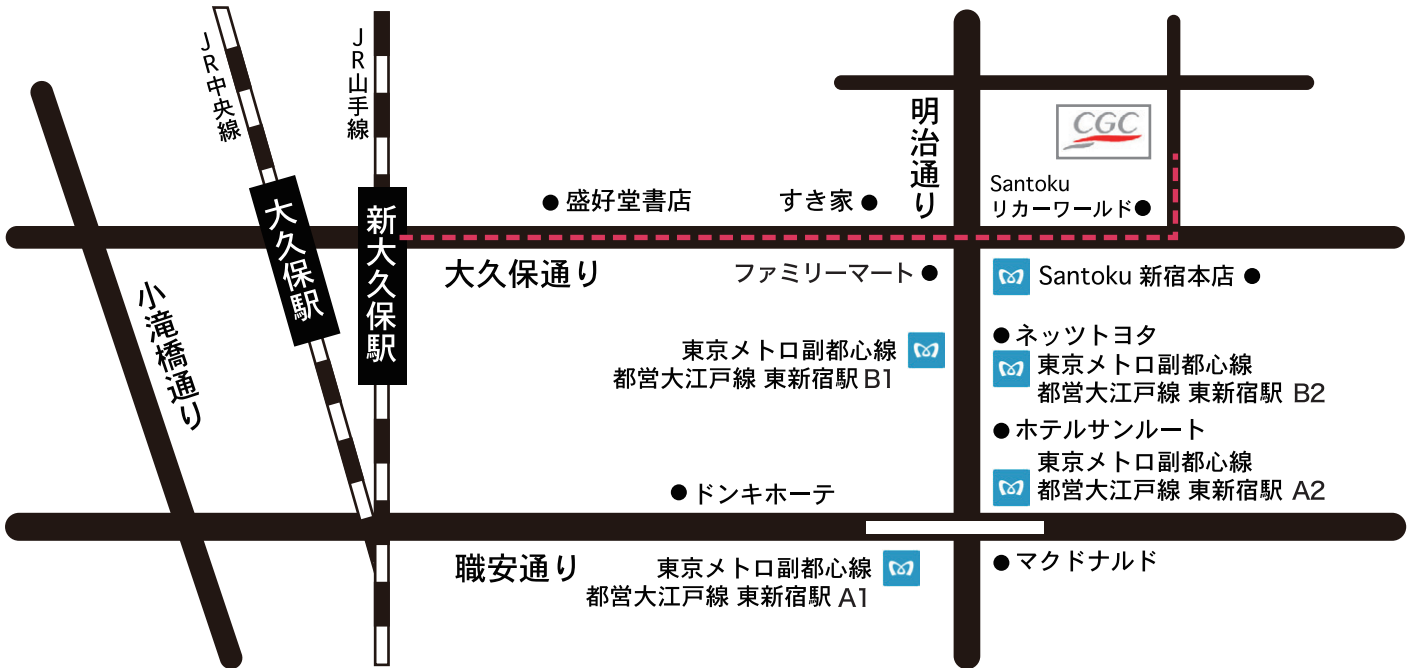 JR中央線
JR山手線
大久保駅
新大久保駅
小滝橋通り
盛好堂書店
すき家
明治通り
CGC
Santoku
リカーワールド
大久保通り
ファミリーマート
Santoku 新宿本店
東京メトロ副都心線
都営大江戸線 東新宿駅 B1
ネッツトヨタ
東京メトロ副都心線
都営大江戸線 東新宿駅 B2
ホテルサンルート
東京メトロ副都心線
都営大江戸線 東新宿駅 A2
ドンキホーテ
職安通り
東京メトロ副都心線
都営大江戸線 東新宿駅 A1
マクドナルド